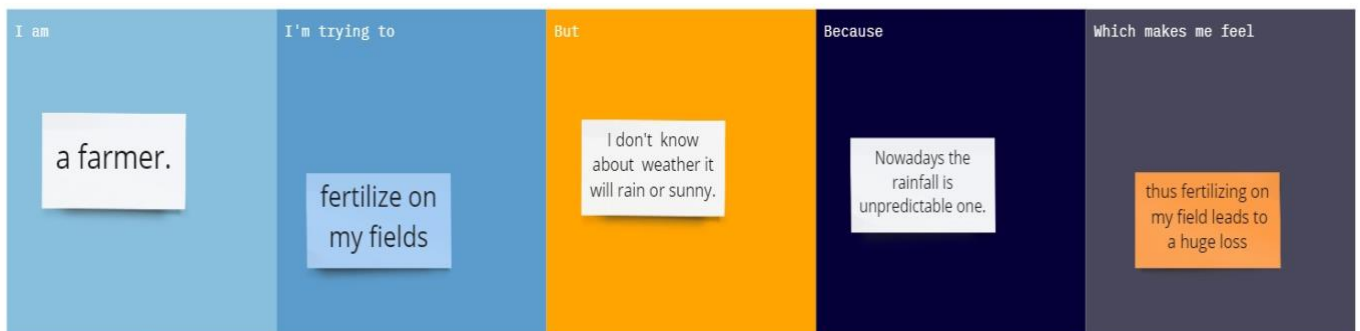 I am
I'm trying to
But
Because
Which makes me feel
a farmer.
fertilize on
my fields
I don't know
about weather it
will rain or sunny.
Nowadays the
rainfall is
unpredictable one.
thus fertilizing on
my field leads to
a huge loss